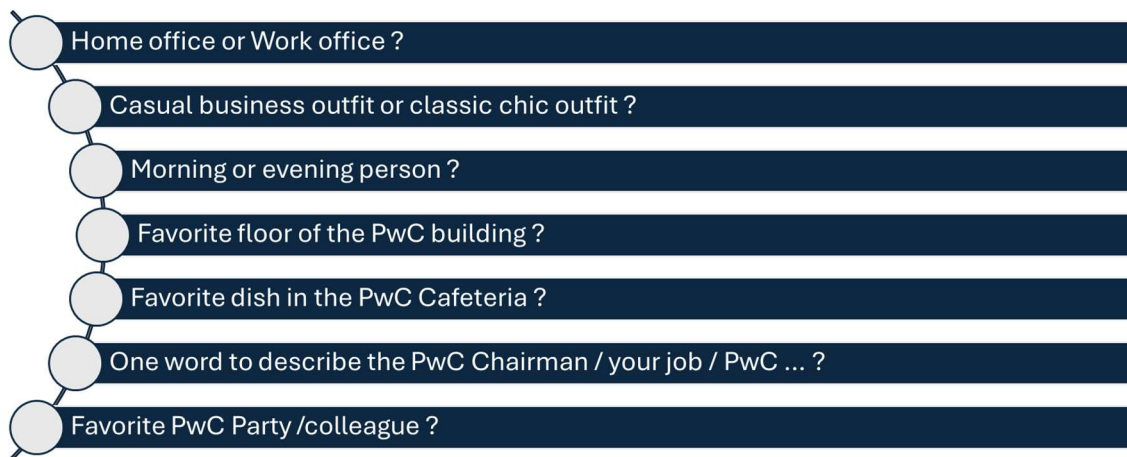 Home office or Work office ?
Casual business outfit or classic chic outfit ?
Morning or evening person ?
Favorite floor of the PwC building ?
Favorite dish in the PwC Cafeteria ?
One word to describe the PwC Chairman / your job / PwC ... ?
Favorite PwC Party /colleague ?